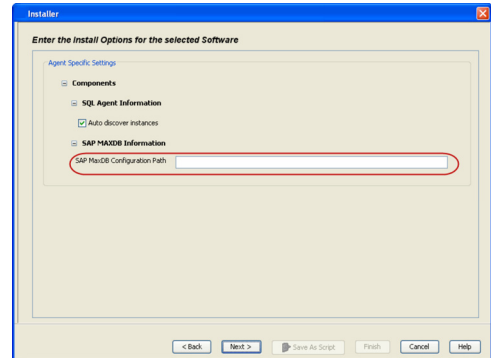 Installer
Enter the Install Options for the selected Software
Agent Specific Settings
Components
SQL Agent Information
Auto discover instances
SAP MAXDB Information
SAP MaxDB Configuration Path
< Back Next > Save As Script Finish Cancel Help